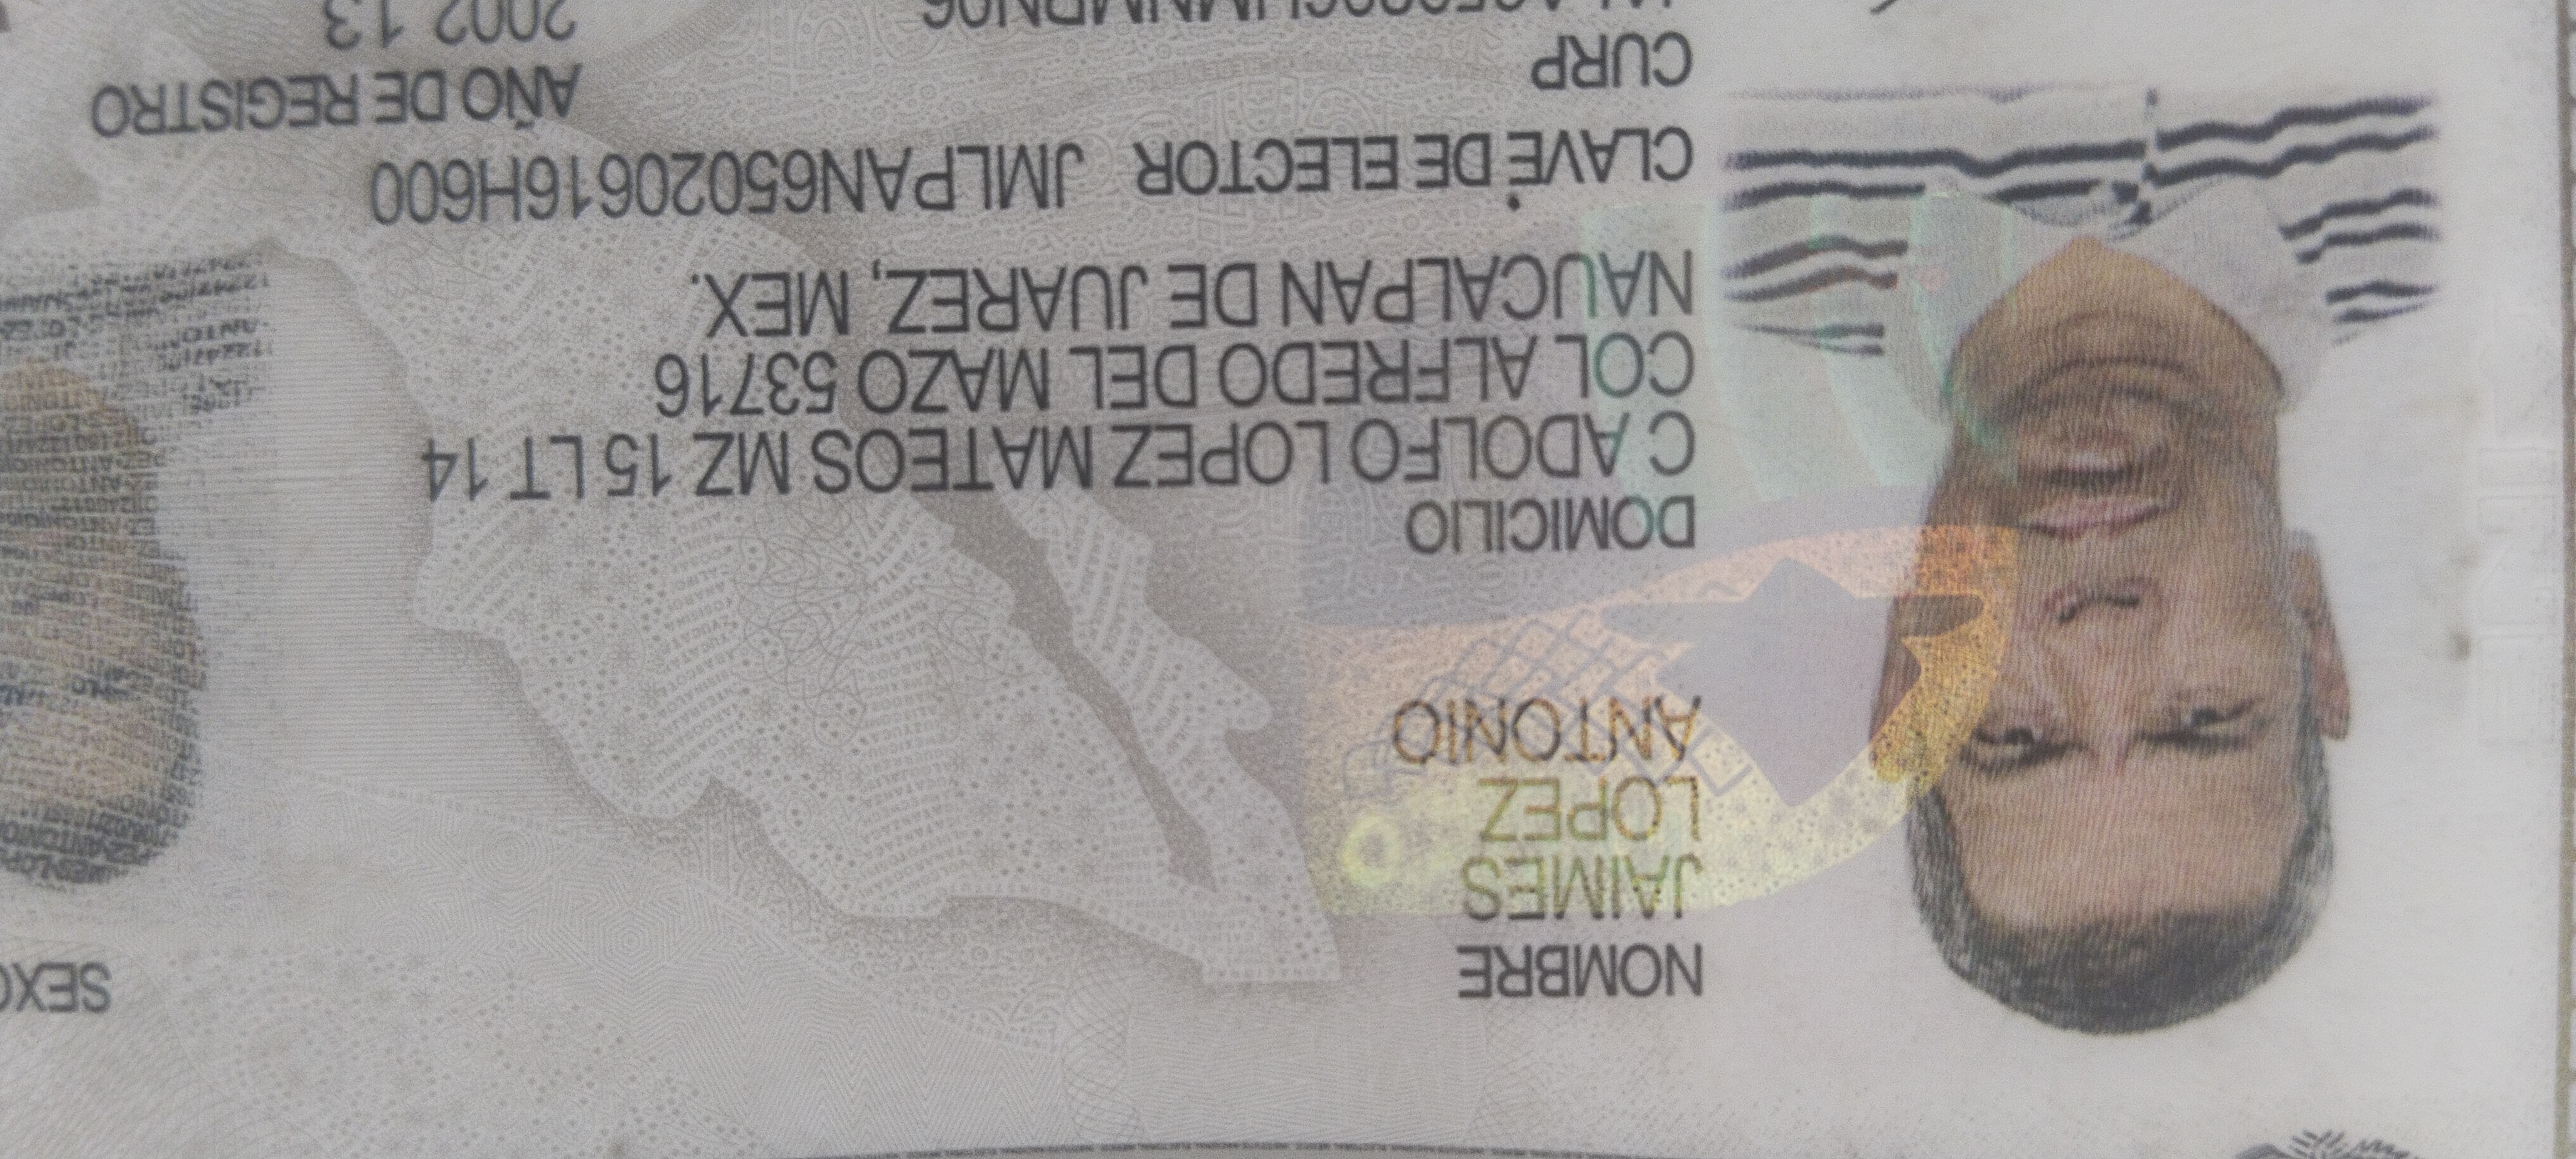 NOMBRE
SEXO
JAIMES
LOPEZ
ANTONIO
DOMICILIO
C ADOLFO LOPEZ MATEOS MZ 15 LT 14
COL ALFREDO DEL MAZO 53716
NAUCALPAN DE JUAREZ, MEX.
CLAVE DE ELECTOR JMLPAN65020616H600
CURP
AÑO DE REGISTRO
2002 13